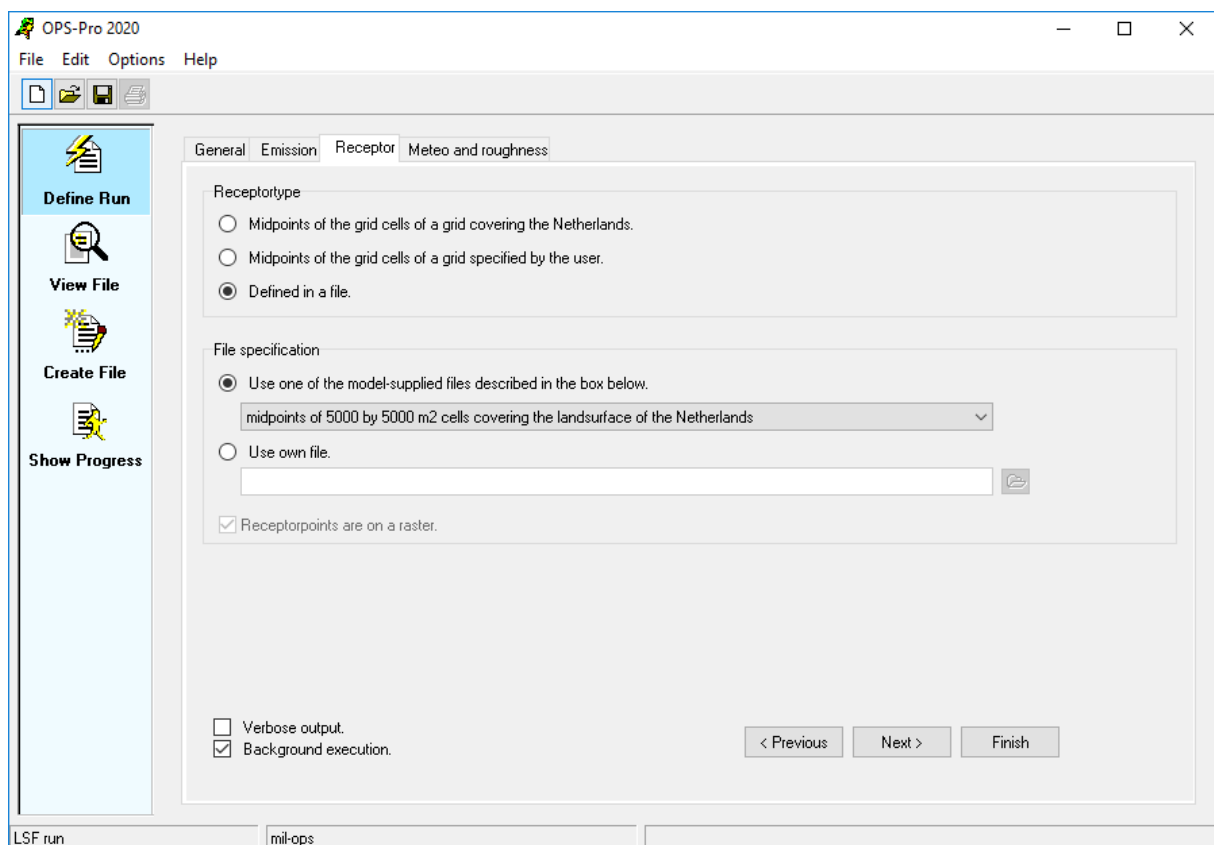 OPS-Pro 2020
File Edit Options Help
Define Run
View File
Create File
Show Progress
General Emission Receptor Meteo and roughness
Receptortype
Midpoints of the grid cells of a grid covering the Netherlands.
Midpoints of the grid cells of a grid specified by the user.
Defined in a file.
File specification
Use one of the model-supplied files described in the box below.
midpoints of 5000 by 5000 m2 cells covering the landsurface of the Netherlands
Use own file.
Receptorpoints are on a raster.
Verbose output.
Background execution.
< Previous Next > Finish
LSF run mil-ops